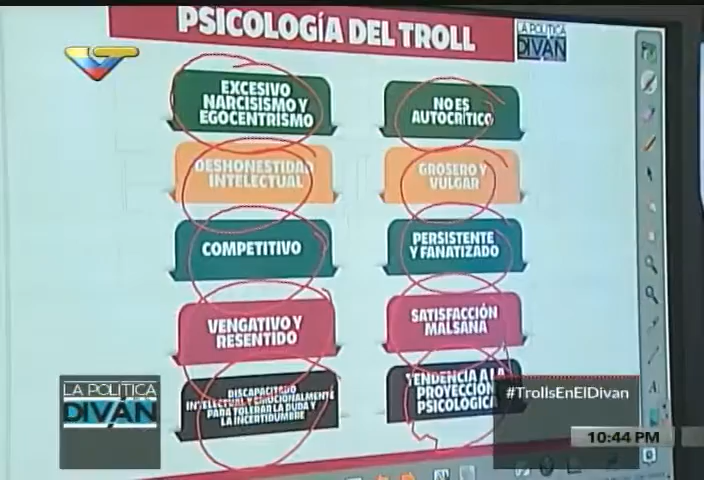 PSICOLOGÍA DEL TROLL
LA POLÍTICA
DIVÁN
EXCESIVO
NARCISISMO Y
EGOCENTRISMO
NO ES
AUTOCRÍTICO
DESHONESTIDAD
INTELECTUAL
GROSERO Y
VULGAR
COMPETITIVO
PERSISTENTE
Y FANATIZADO
VENGATIVO Y
RESENTIDO
SATISFACCIÓN
MALSANA
DISCAPACITADO
INTELECTUAL Y EMOCIONALMENTE
PARA TOLERAR LA DUDA Y
LA INCERTIDUMBRE
TENDENCIA A LA
PROYECCIÓN
PSICOLÓGICA
LA POLÍTICA
DIVÁN
#TrollsEnElDivan
10:44 PM